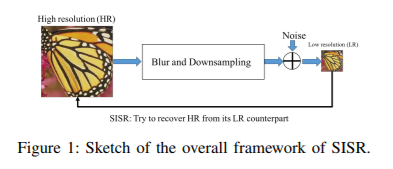 High resolution (HR)
Noise
Low resolution (LR)
Blur and Downsampling
SISR: Try to recover HR from its LR counterpart
Figure 1: Sketch of the overall framework of SISR.